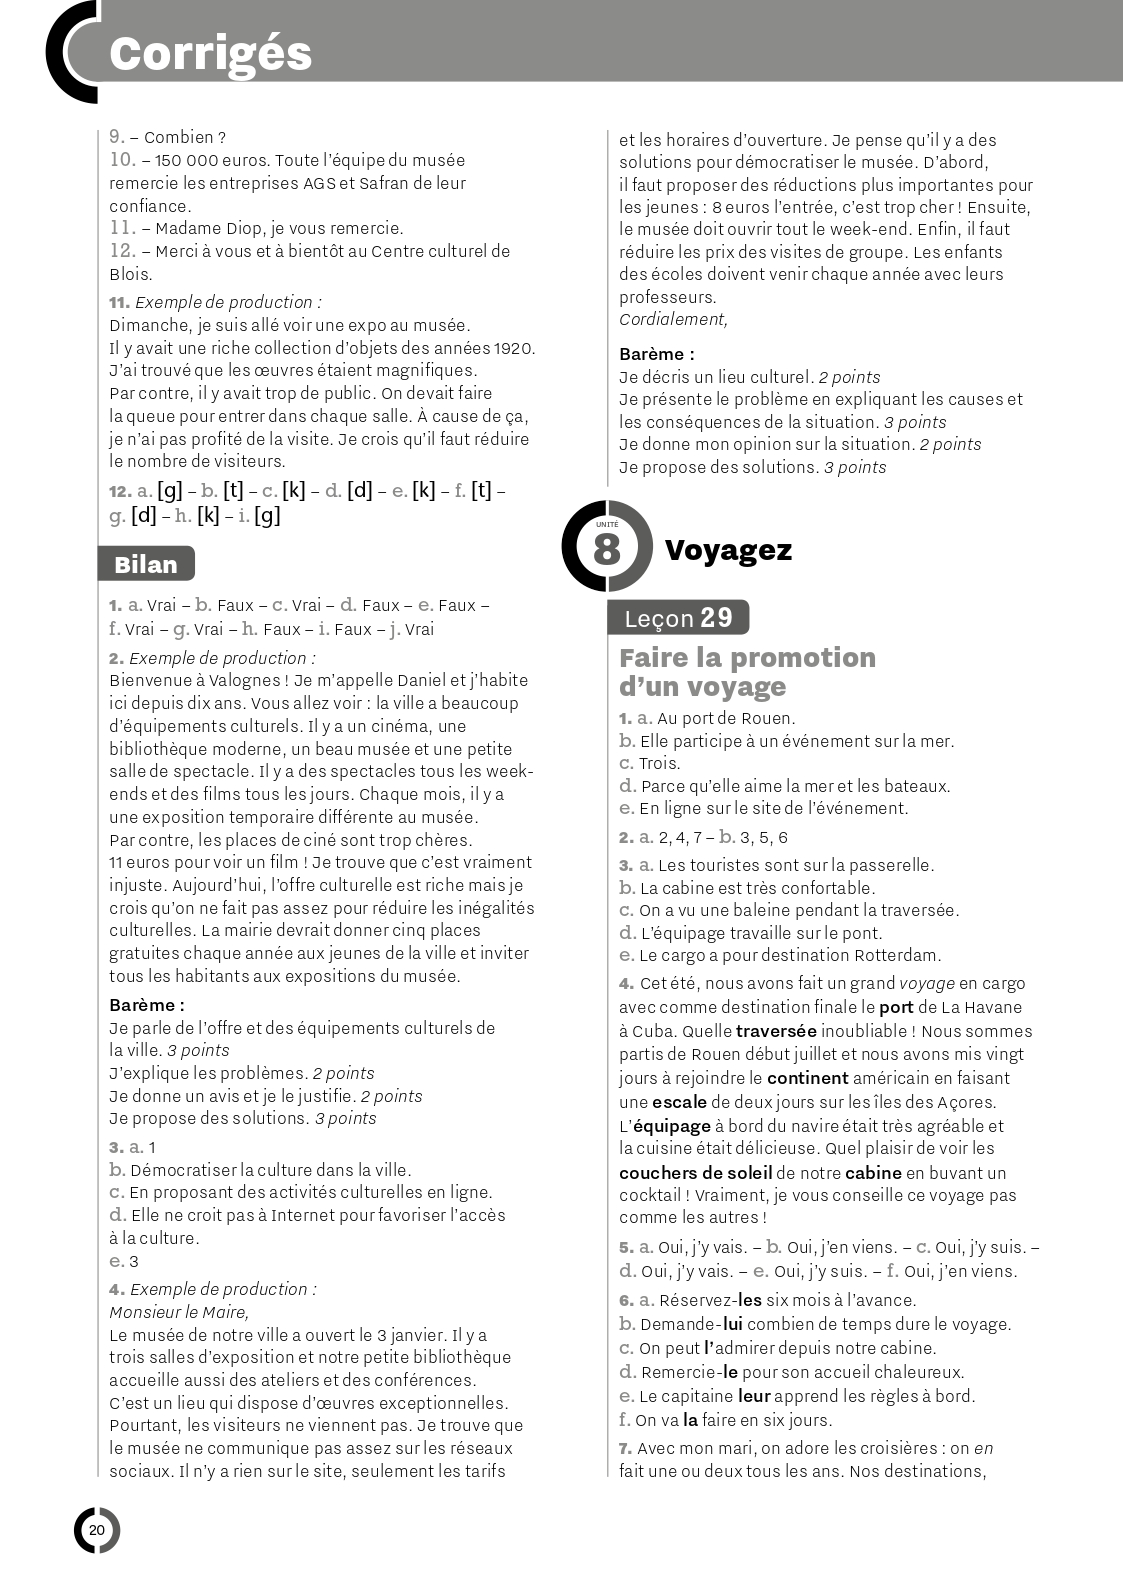 Corrigés
9. – Combien ?
10. – 150 000 euros. Toute l’équipe du musée
remercie les entreprises AGS et Safran de leur
confiance.
11. – Madame Diop, je vous remercie.
12. – Merci à vous et à bientôt au Centre culturel de
Blois.
11. Exemple de production :
Dimanche, je suis allé voir une expo au musée.
Il y avait une riche collection d’objets des années 1920.
J’ai trouvé que les œuvres étaient magnifiques.
Par contre, il y avait trop de public. On devait faire
la queue pour entrer dans chaque salle. À cause de ça,
je n’ai pas profité de la visite. Je crois qu’il faut réduire
le nombre de visiteurs.
12. a. [g] – b. [t] – c. [k] – d. [d] – e. [k] – f. [t] –
g. [d] – h. [k] – i. [g]
Bilan
1. a. Vrai – b. Faux – c. Vrai – d. Faux – e. Faux –
f. Vrai – g. Vrai – h. Faux – i. Faux – j. Vrai
2. Exemple de production :
Bienvenue à Valognes ! Je m’appelle Daniel et j’habite
ici depuis dix ans. Vous allez voir : la ville a beaucoup
d’équipements culturels. Il y a un cinéma, une
bibliothèque moderne, un beau musée et une petite
salle de spectacle. Il y a des spectacles tous les week-
ends et des films tous les jours. Chaque mois, il y a
une exposition temporaire différente au musée.
Par contre, les places de ciné sont trop chères.
11 euros pour voir un film ! Je trouve que c’est vraiment
injuste. Aujourd’hui, l’offre culturelle est riche mais je
crois qu’on ne fait pas assez pour réduire les inégalités
culturelles. La mairie devrait donner cinq places
gratuites chaque année aux jeunes de la ville et inviter
tous les habitants aux expositions du musée.
Barème :
Je parle de l’offre et des équipements culturels de
la ville. 3 points
J’explique les problèmes. 2 points
Je donne un avis et je le justifie. 2 points
Je propose des solutions. 3 points
3. a. 1
b. Démocratiser la culture dans la ville.
c. En proposant des activités culturelles en ligne.
d. Elle ne croit pas à Internet pour favoriser l’accès
à la culture.
e. 3
4. Exemple de production :
Monsieur le Maire,
Le musée de notre ville a ouvert le 3 janvier. Il y a
trois salles d’exposition et notre petite bibliothèque
accueille aussi des ateliers et des conférences.
C’est un lieu qui dispose d’œuvres exceptionnelles.
Pourtant, les visiteurs ne viennent pas. Je trouve que
le musée ne communique pas assez sur les réseaux
sociaux. Il n’y a rien sur le site, seulement les tarifs
et les horaires d’ouverture. Je pense qu’il y a des
solutions pour démocratiser le musée. D’abord,
il faut proposer des réductions plus importantes pour
les jeunes : 8 euros l’entrée, c’est trop cher ! Ensuite,
le musée doit ouvrir tout le week-end. Enfin, il faut
réduire les prix des visites de groupe. Les enfants
des écoles doivent venir chaque année avec leurs
professeurs.
Cordialement,
Barème :
Je décris un lieu culturel. 2 points
Je présente le problème en expliquant les causes et
les conséquences de la situation. 3 points
Je donne mon opinion sur la situation. 2 points
Je propose des solutions. 3 points
UNITÉ
8 Voyagez
Leçon 29
Faire la promotion
d’un voyage
1. a. Au port de Rouen.
b. Elle participe à un événement sur la mer.
c. Trois.
d. Parce qu’elle aime la mer et les bateaux.
e. En ligne sur le site de l’événement.
2. a. 2, 4, 7 – b. 3, 5, 6
3. a. Les touristes sont sur la passerelle.
b. La cabine est très confortable.
c. On a vu une baleine pendant la traversée.
d. L’équipage travaille sur le pont.
e. Le cargo a pour destination Rotterdam.
4. Cet été, nous avons fait un grand voyage en cargo
avec comme destination finale le port de La Havane
à Cuba. Quelle traversée inoubliable ! Nous sommes
partis de Rouen début juillet et nous avons mis vingt
jours à rejoindre le continent américain en faisant
une escale de deux jours sur les îles des Açores.
L’équipage à bord du navire était très agréable et
la cuisine était délicieuse. Quel plaisir de voir les
couchers de soleil de notre cabine en buvant un
cocktail ! Vraiment, je vous conseille ce voyage pas
comme les autres !
5. a. Oui, j’y vais. – b. Oui, j’en viens. – c. Oui, j’y suis. –
d. Oui, j’y vais. – e. Oui, j’y suis. – f. Oui, j’en viens.
6. a. Réservez-les six mois à l’avance.
b. Demande-lui combien de temps dure le voyage.
c. On peut l’admirer depuis notre cabine.
d. Remercie-le pour son accueil chaleureux.
e. Le capitaine leur apprend les règles à bord.
f. On va la faire en six jours.
7. Avec mon mari, on adore les croisières : on en
fait une ou deux tous les ans. Nos destinations,
20